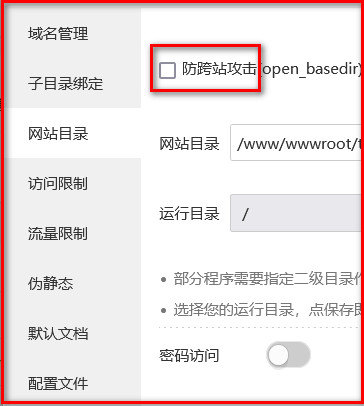 域名管理
子目录绑定
网站目录
访问限制
流量限制
伪静态
默认文档
配置文件
防跨站攻击(open_basedir)
网站目录
/www/wwwroot/t
运行目录
/
部分程序需要指定二级目录作
选择您的运行目录，点保存即
密码访问